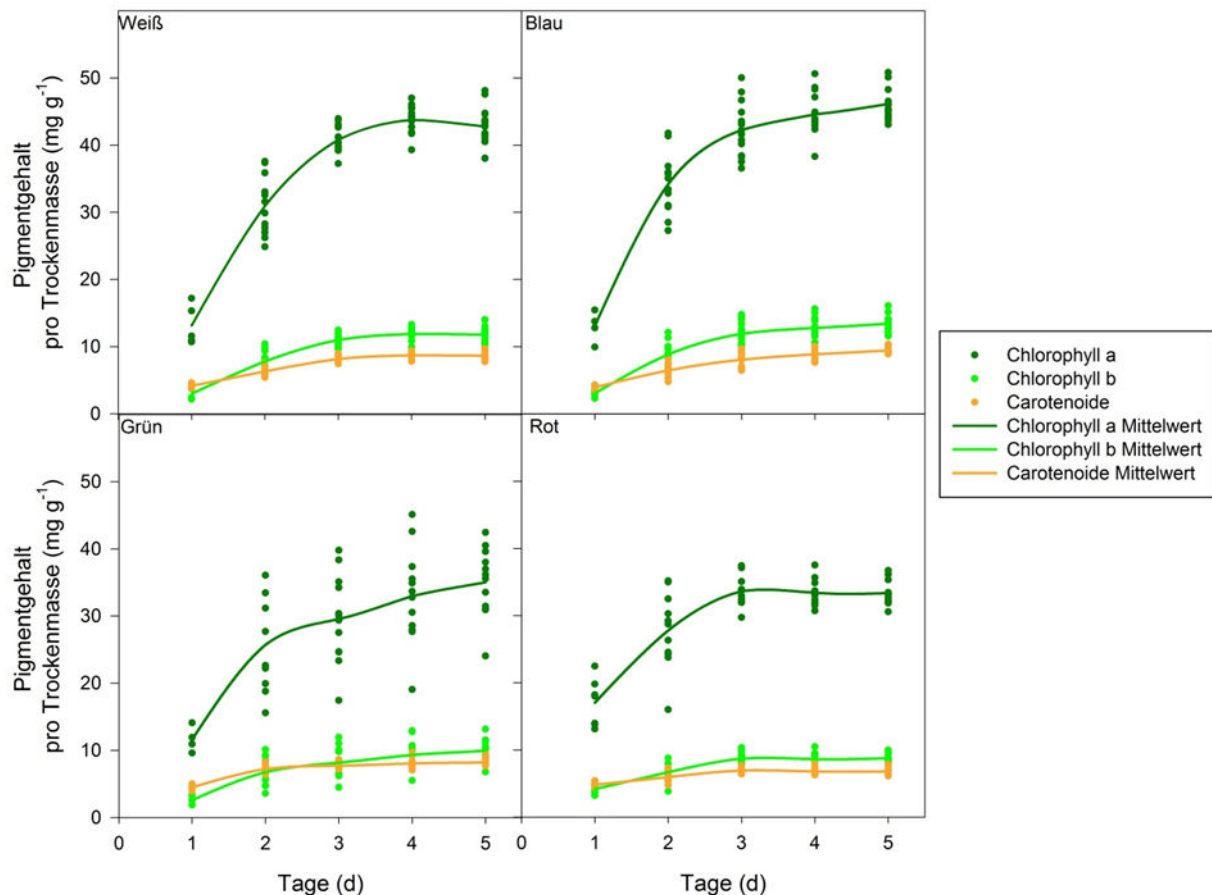 Weiß
Blau
Pigmentgehalt
pro Trockenmasse (mg g⁻¹)
50
40
30
20
10
0
Grün
Rot
Pigmentgehalt
pro Trockenmasse (mg g⁻¹)
50
40
30
20
10
0
0 1 2 3 4 5
0 1 2 3 4 5
Tage (d)
Tage (d)
Chlorophyll a
Chlorophyll b
Carotenoide
Chlorophyll a Mittelwert
Chlorophyll b Mittelwert
Carotenoide Mittelwert